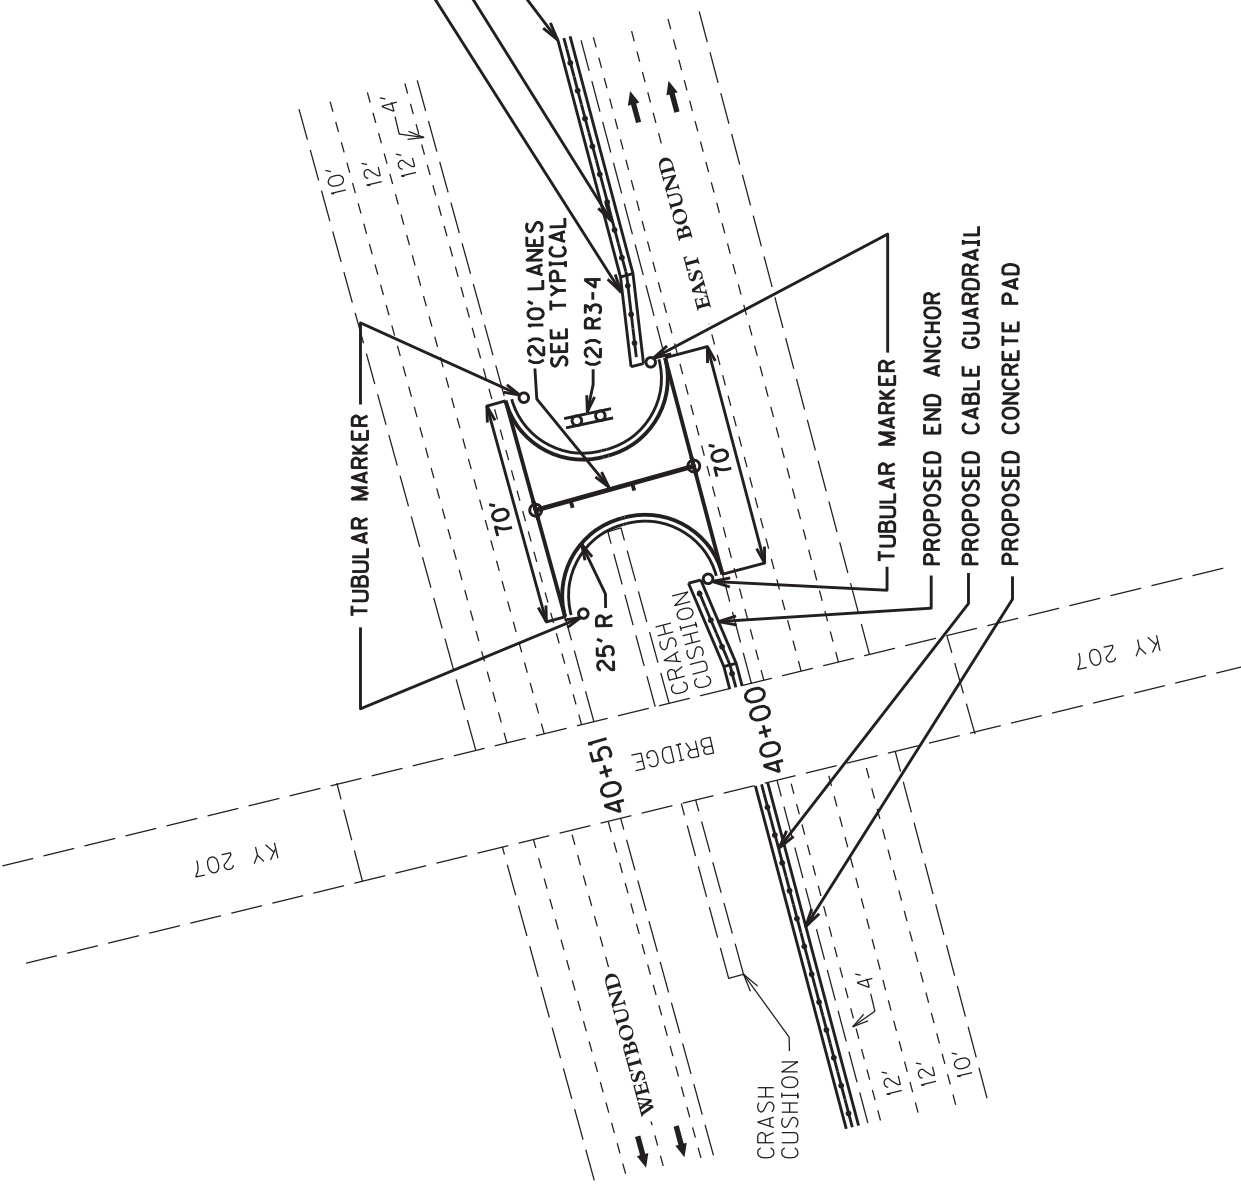 TUBULAR MARKER
10'
12'
12'
4'
(2) 10' LANES
SEE TYPICAL
(2) R3-4
EAST BOUND
70'
70'
25' R
CRASH
CUSHION
TUBULAR MARKER
PROPOSED END ANCHOR
PROPOSED CABLE GUARDRAIL
PROPOSED CONCRETE PAD
KY 207
BRIDGE
40+51
40+00
KY 207
WESTBOUND
CRASH
CUSHION
4'
12'
12'
10'